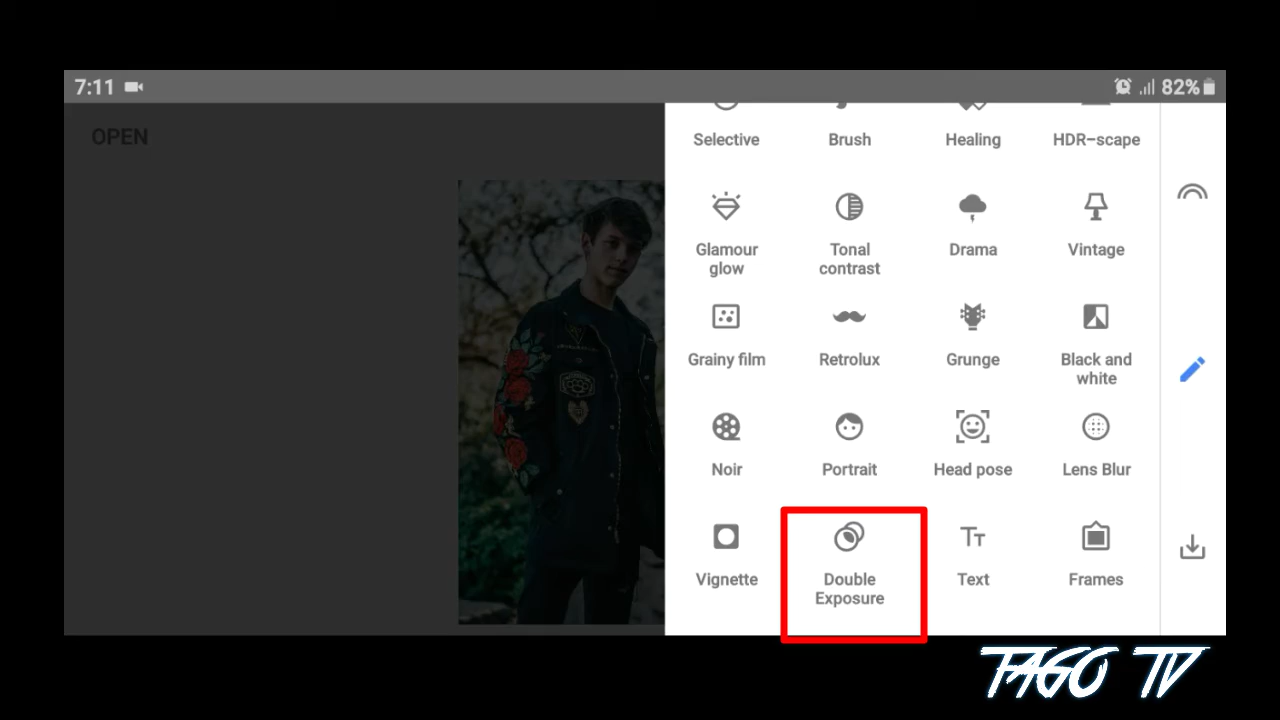 7:11
82%
OPEN
Selective
Brush
Healing
HDR-scape
Glamour
glow
Tonal
contrast
Drama
Vintage
Grainy film
Retrolux
Grunge
Black and
white
Noir
Portrait
Head pose
Lens Blur
Vignette
Double
Exposure
Text
Frames
TAGO TV